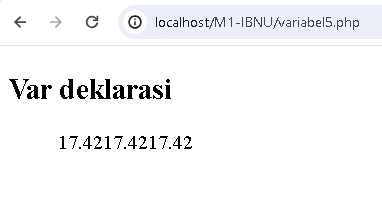 localhost/M1-IBNU/variabel5.php
Var deklarasi
17.4217.4217.42